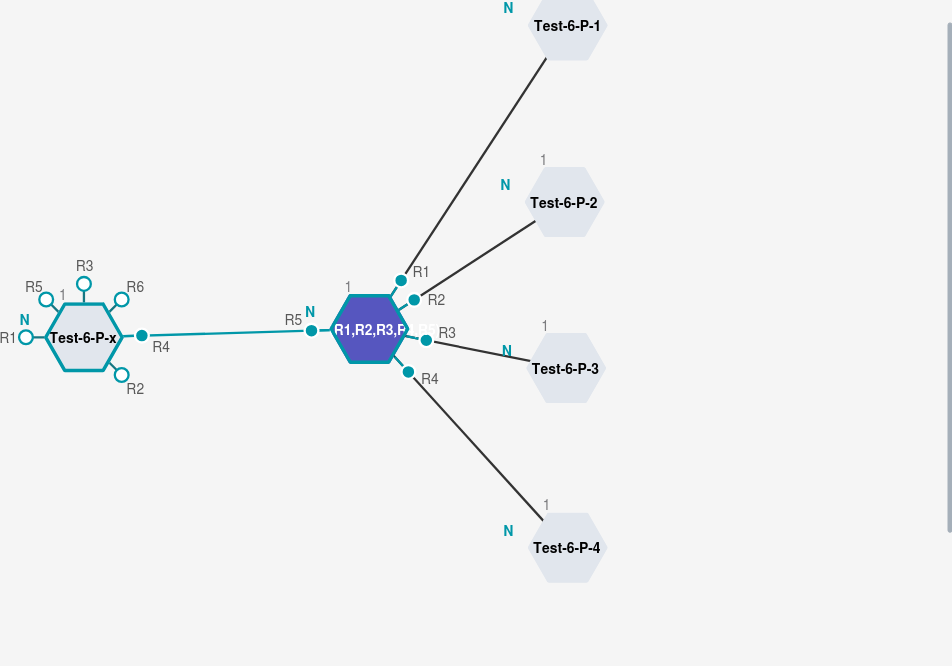 N
Test-6-P-1
1
N
Test-6-P-2
R3
R5
1
R6
N
R1
Test-6-P-x
R4
R2
R5
N
1
R1
R2
R1,R2,R3,
R3
R4
1
N
Test-6-P-3
1
N
Test-6-P-4